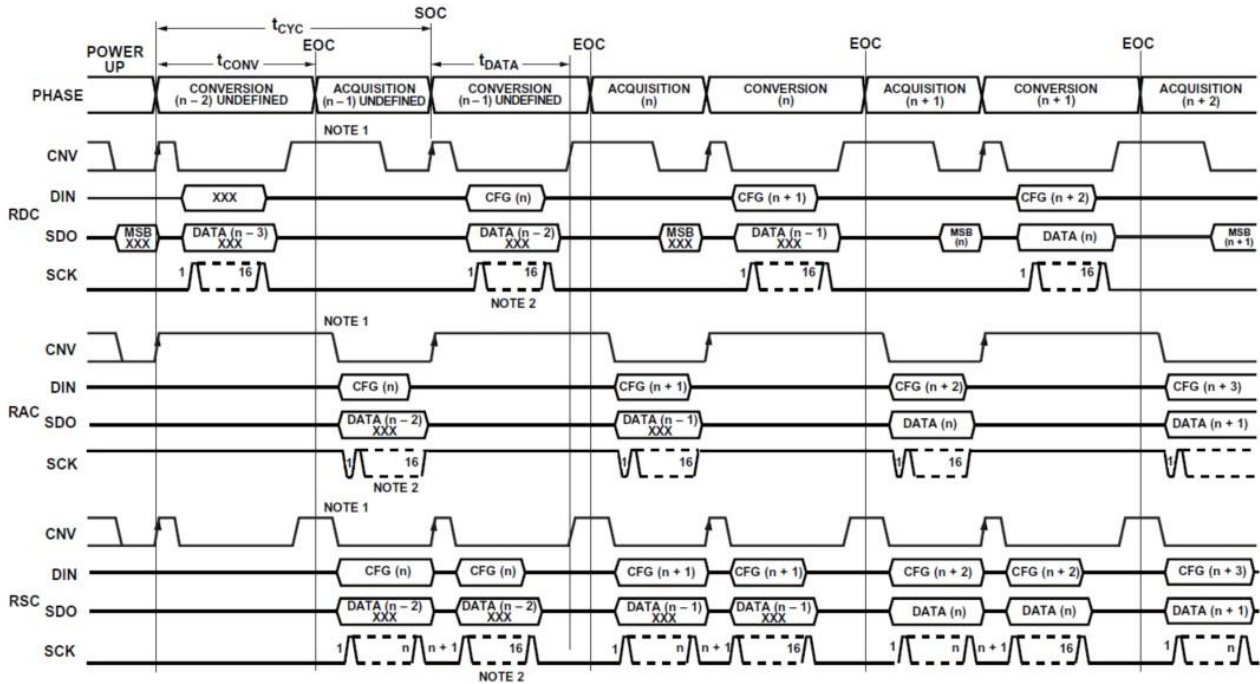 SOC
tCYC
POWER UP
EOC EOC EOC EOC
tCONV tDATA
PHASE
CONVERSION (n – 2) UNDEFINED
ACQUISITION (n – 1) UNDEFINED
CONVERSION (n – 1) UNDEFINED
ACQUISITION (n)
CONVERSION (n)
ACQUISITION (n + 1)
CONVERSION (n + 1)
ACQUISITION (n + 2)
NOTE 1
CNV
RDC
DIN XXX CFG (n) CFG (n + 1) CFG (n + 2)
SDO MSB XXX DATA (n – 3) XXX DATA (n – 2) XXX MSB XXX DATA (n – 1) XXX MSB (n) DATA (n) MSB (n + 1)
SCK 1 16 1 16 1 16 1 16
NOTE 2
NOTE 1
CNV
RAC
DIN CFG (n) CFG (n + 1) CFG (n + 2) CFG (n + 3)
SDO DATA (n – 2) XXX DATA (n – 1) XXX DATA (n) DATA (n + 1)
SCK 1 16 1 16 1 16 1
NOTE 2
NOTE 1
CNV
RSC
DIN CFG (n) CFG (n) CFG (n + 1) CFG (n + 1) CFG (n + 2) CFG (n + 2) CFG (n + 3)
SDO DATA (n – 2) XXX DATA (n – 2) XXX DATA (n – 1) XXX DATA (n – 1) XXX DATA (n) DATA (n) DATA (n + 1)
SCK 1 n n + 1 16 1 n n + 1 16 1 n n + 1 16 1 n
NOTE 2